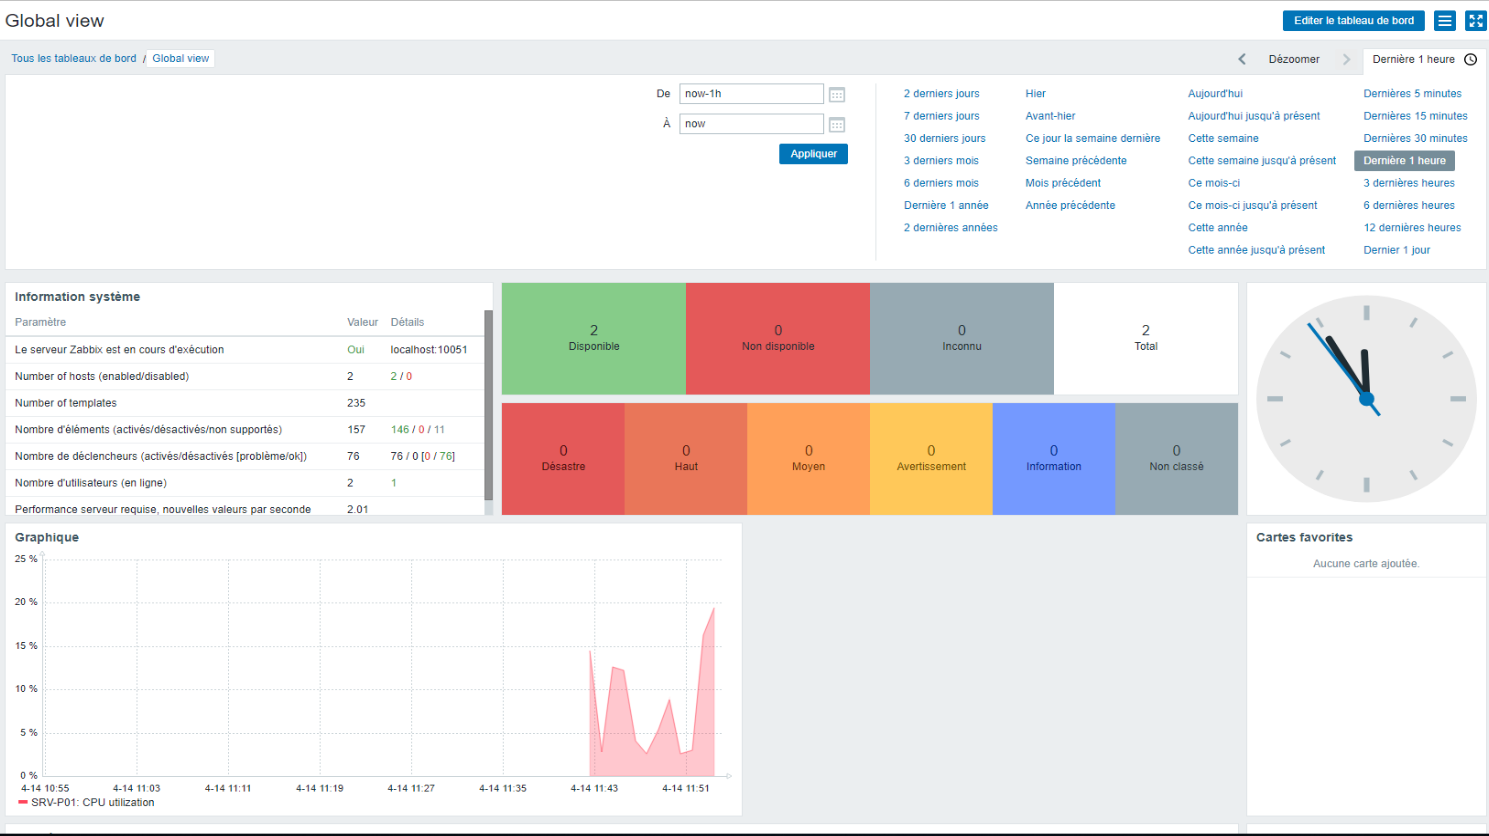 Global view
Editer le tableau de bord
Tous les tableaux de bord / Global view
Dézoomer
Dernière 1 heure
De now-1h
À now
Appliquer
2 derniers jours
7 derniers jours
30 derniers jours
3 derniers mois
6 derniers mois
Dernière 1 année
2 dernières années
Hier
Avant-hier
Ce jour la semaine dernière
Semaine précédente
Mois précédent
Année précédente
Aujourd'hui
Aujourd'hui jusqu'à présent
Cette semaine
Cette semaine jusqu'à présent
Ce mois-ci
Ce mois-ci jusqu'à présent
Cette année
Cette année jusqu'à présent
Dernières 5 minutes
Dernières 15 minutes
Dernières 30 minutes
Dernière 1 heure
3 dernières heures
6 dernières heures
12 dernières heures
Dernier 1 jour
Information système
Paramètre Valeur Détails
Le serveur Zabbix est en cours d'exécution Oui localhost:10051
Number of hosts (enabled/disabled) 2 2 / 0
Number of templates 235
Nombre d'éléments (activés/désactivés/non supportés) 157 146 / 0 / 11
Nombre de déclencheurs (activés/désactivés [problème/ok]) 76 76 / 0 [0 / 76]
Nombre d'utilisateurs (en ligne) 2 1
Performance serveur requise, nouvelles valeurs par seconde 2.01
2
Disponible
0
Non disponible
0
Inconnu
2
Total
0
Désastre
0
Haut
0
Moyen
0
Avertissement
0
Information
0
Non classé
Graphique
25 %
20 %
15 %
10 %
5 %
0 %
4-14 10:55 4-14 11:03 4-14 11:11 4-14 11:19 4-14 11:27 4-14 11:35 4-14 11:43 4-14 11:51
SRV-P01: CPU utilization
Cartes favorites
Aucune carte ajoutée.